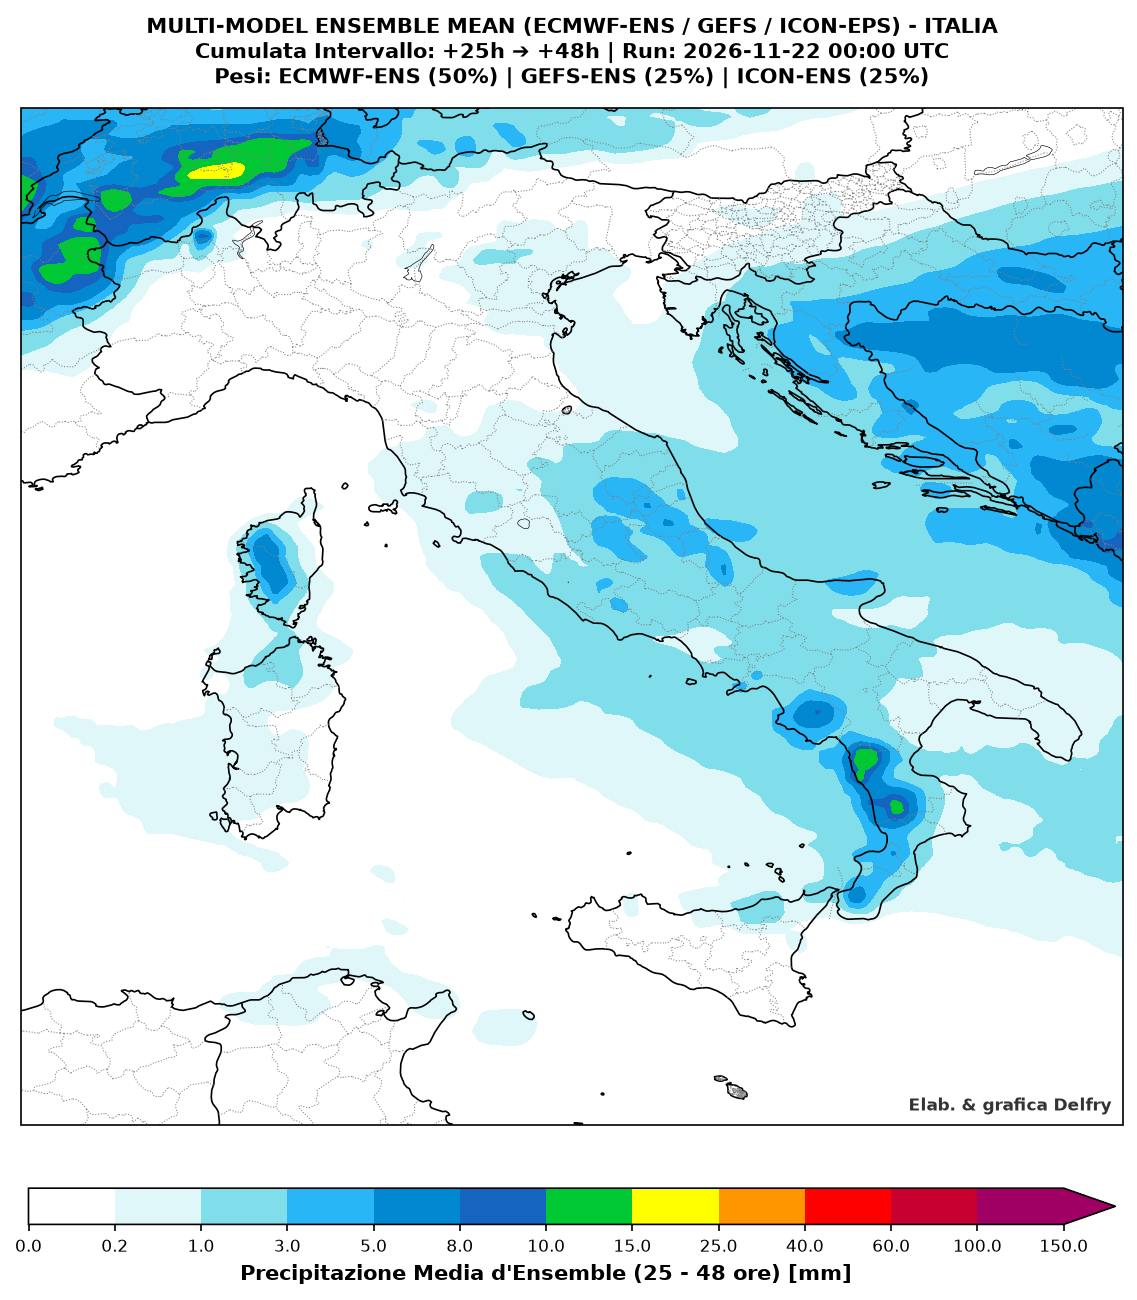 MULTI-MODEL ENSEMBLE MEAN (ECMWF-ENS / GEFS / ICON-EPS) - ITALIA
Cumulata Intervallo: +25h ➔ +48h | Run: 2026-11-22 00:00 UTC
Pesi: ECMWF-ENS (50%) | GEFS-ENS (25%) | ICON-ENS (25%)
Elab. & grafica Delfry
0.0 0.2 1.0 3.0 5.0 8.0 10.0 15.0 25.0 40.0 60.0 100.0 150.0
Precipitazione Media d'Ensemble (25 - 48 ore) [mm]